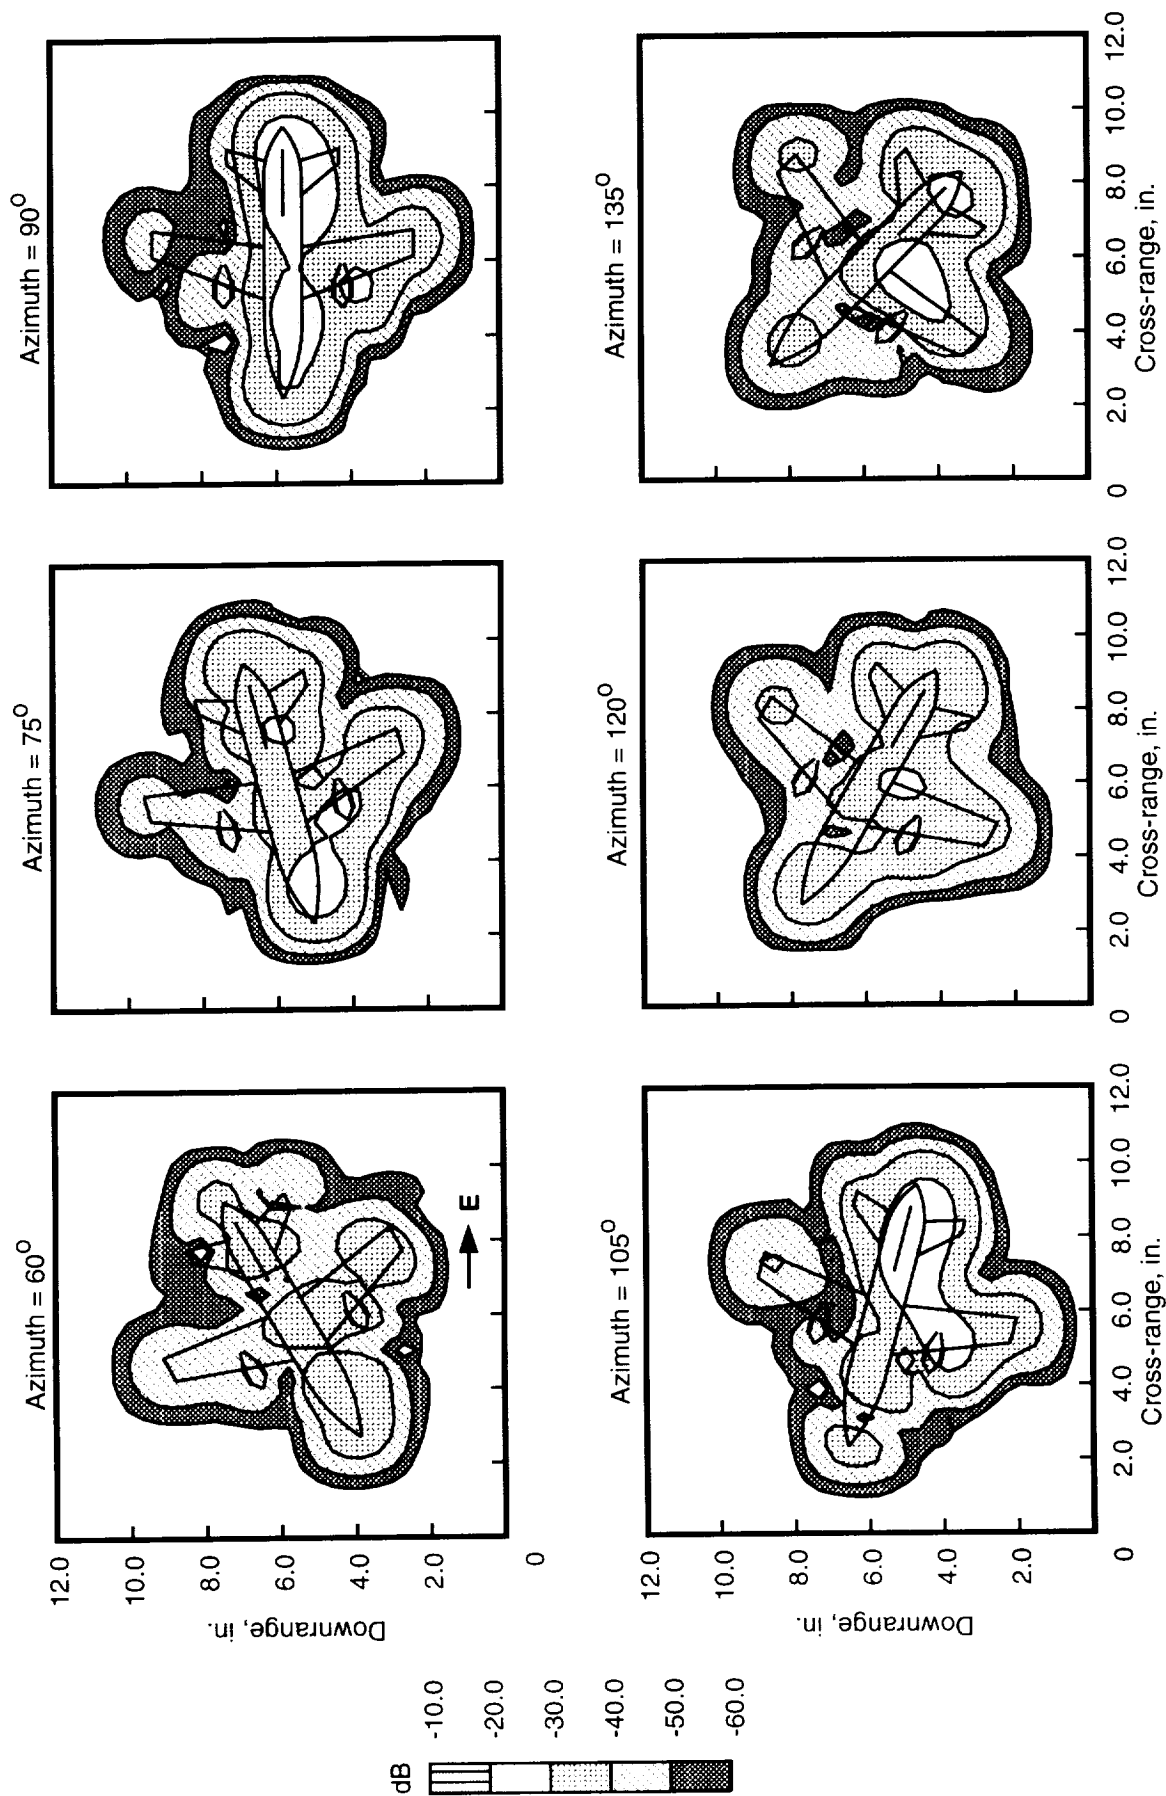 Azimuth = 60°
Azimuth = 75°
Azimuth = 90°
12.0
10.0
8.0
6.0
4.0
2.0
0
Downrange, in.
E
Azimuth = 105°
Azimuth = 120°
Azimuth = 135°
12.0
10.0
8.0
6.0
4.0
2.0
Downrange, in.
0 2.0 4.0 6.0 8.0 10.0 12.0
0 2.0 4.0 6.0 8.0 10.0 12.0
0 2.0 4.0 6.0 8.0 10.0 12.0
Cross-range, in.
Cross-range, in.
Cross-range, in.
dB
-10.0
-20.0
-30.0
-40.0
-50.0
-60.0